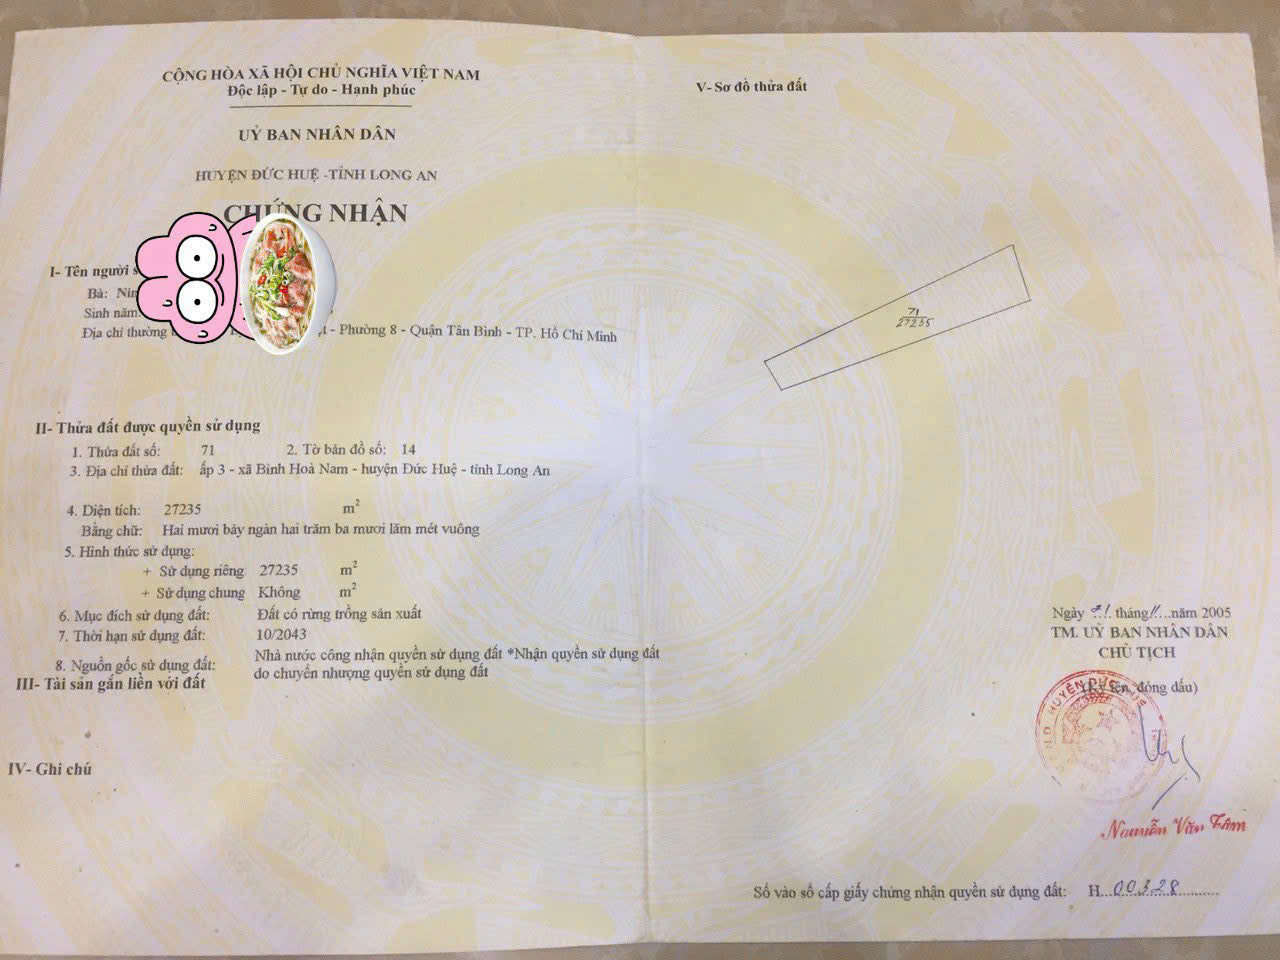 CỘNG HÒA XÃ HỘI CHỦ NGHĨA VIỆT NAM
Độc lập - Tự do - Hạnh phúc
UỶ BAN NHÂN DÂN
HUYỆN ĐỨC HUỆ -TỈNH LONG AN
CHỨNG NHẬN
I- Tên người
Bà:
Sinh năm
Địa chỉ thường - Phường 8 - Quận Tân Bình - TP. Hồ Chí Minh
II- Thửa đất được quyền sử dụng
1. Thửa đất số: 71 2. Tờ bản đồ số: 14
3. Địa chỉ thửa đất: ấp 3 - xã Bình Hoà Nam - huyện Đức Huệ - tỉnh Long An
4. Diện tích: 27235 m²
Bằng chữ: Hai mươi bảy ngàn hai trăm ba mươi lăm mét vuông
5. Hình thức sử dụng:
+ Sử dụng riêng 27235 m²
+ Sử dụng chung Không m²
6. Mục đích sử dụng đất: Đất có rừng trồng sản xuất
7. Thời hạn sử dụng đất: 10/2043
8. Nguồn gốc sử dụng đất: Nhà nước công nhận quyền sử dụng đất *Nhận quyền sử dụng đất
do chuyển nhượng quyền sử dụng đất
III- Tài sản gắn liền với đất
IV- Ghi chú
V- Sơ đồ thửa đất
71
27235
Ngày 21 tháng 11 năm 2005
TM. UỶ BAN NHÂN DÂN
CHỦ TỊCH
(Ký tên, đóng dấu)
HUYỆN ĐỨC HUỆ
Nguyễn Văn
Số vào sổ cấp giấy chứng nhận quyền sử dụng đất: H...00328